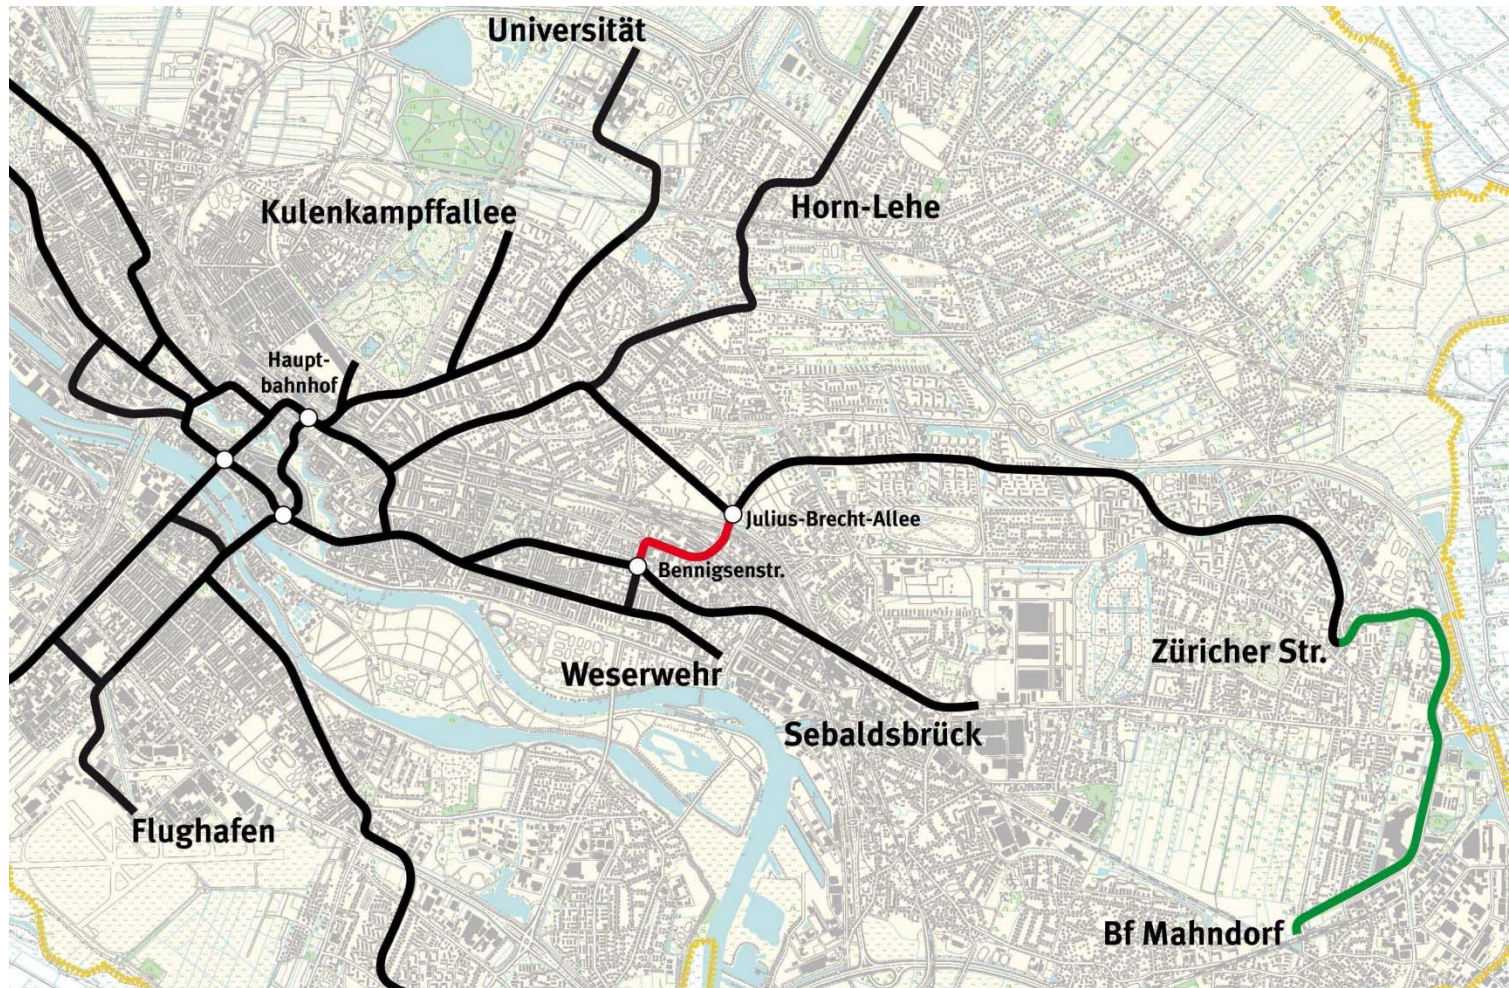 Universität
Horn-Lehe
Kulenkampffallee
Haupt-
bahnhof
Julius-Brecht-Allee
Bennigsenstr.
Züricher Str.
Weserwehr
Sebaldsbrück
Flughafen
Bf Mahndorf